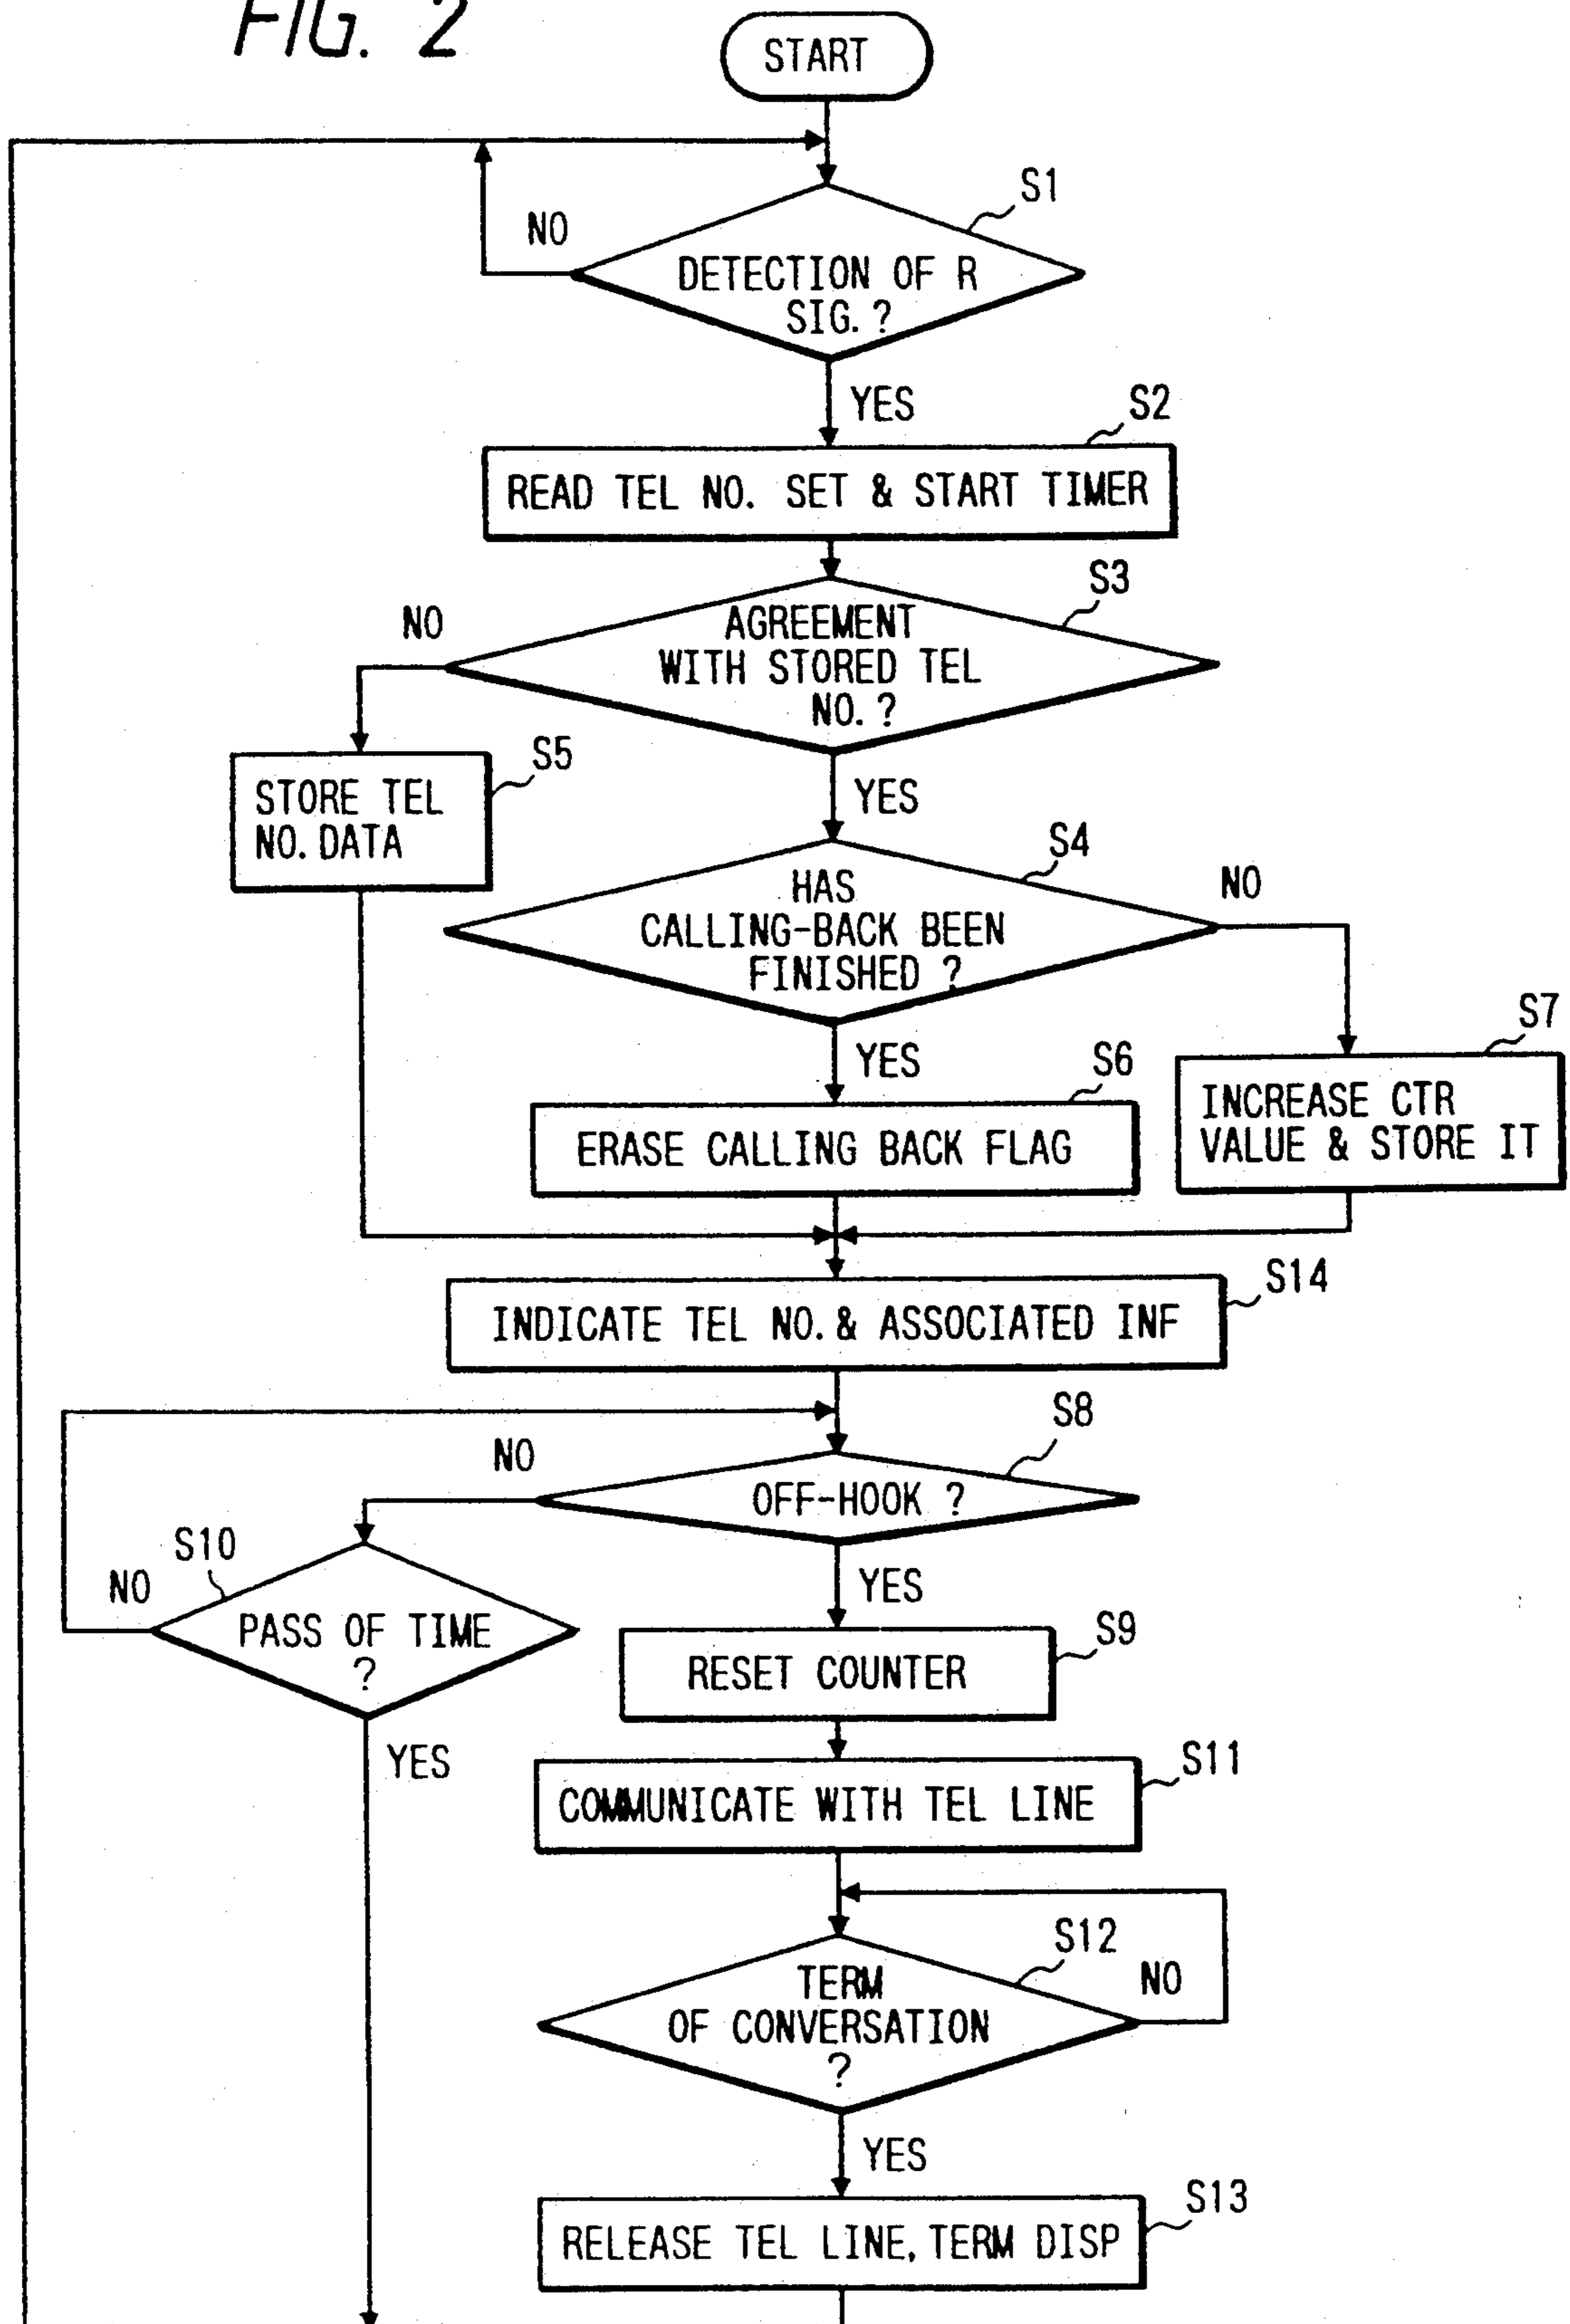 FIG. 2
START
S1
NO
DETECTION OF R
SIG. ?
YES
S2
READ TEL NO. SET & START TIMER
S3
NO
AGREEMENT
WITH STORED TEL
NO. ?
S5
STORE TEL
NO. DATA
YES
S4
HAS
CALLING-BACK BEEN
FINISHED ?
NO
S7
YES
S6
INCREASE CTR
VALUE & STORE IT
ERASE CALLING BACK FLAG
S14
INDICATE TEL NO. & ASSOCIATED INF
S8
NO
OFF-HOOK ?
S10
NO
PASS OF TIME
?
YES
S9
RESET COUNTER
YES
S11
COMMUNICATE WITH TEL LINE
S12
TERM
OF CONVERSATION
?
NO
YES
S13
RELEASE TEL LINE, TERM DISP